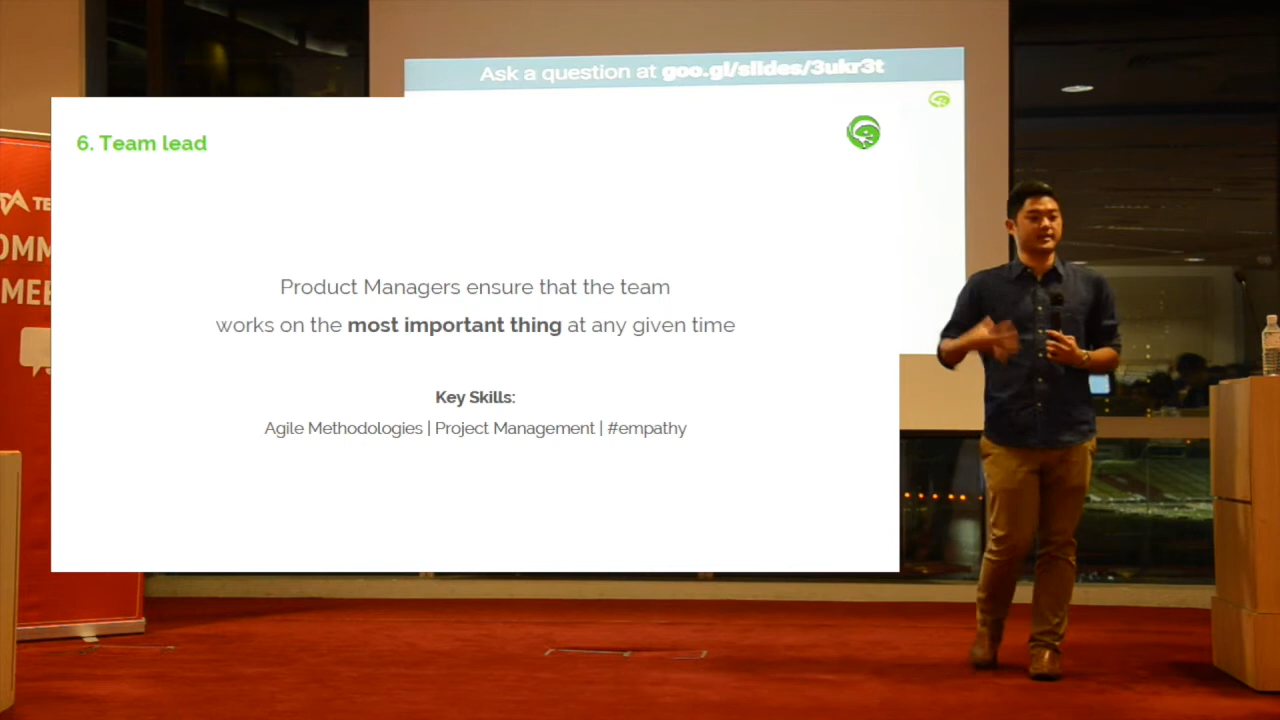 Ask a question at goo.gl/slides/3ukr3t
6. Team lead
Product Managers ensure that the team
works on the most important thing at any given time
Key Skills:
Agile Methodologies | Project Management | #empathy